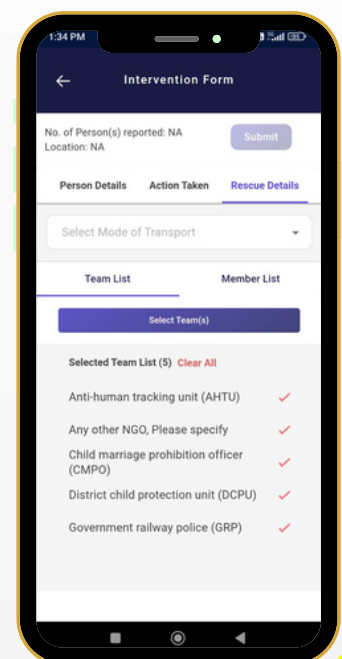 1:34 PM
Intervention Form
No. of Person(s) reported: NA
Location: NA
Submit
Person Details Action Taken Rescue Details
Select Mode of Transport
Team List Member List
Select Team(s)
Selected Team List (5) Clear All
Anti-human tracking unit (AHTU)
Any other NGO, Please specify
Child marriage prohibition officer
(CMPO)
District child protection unit (DCPU)
Government railway police (GRP)